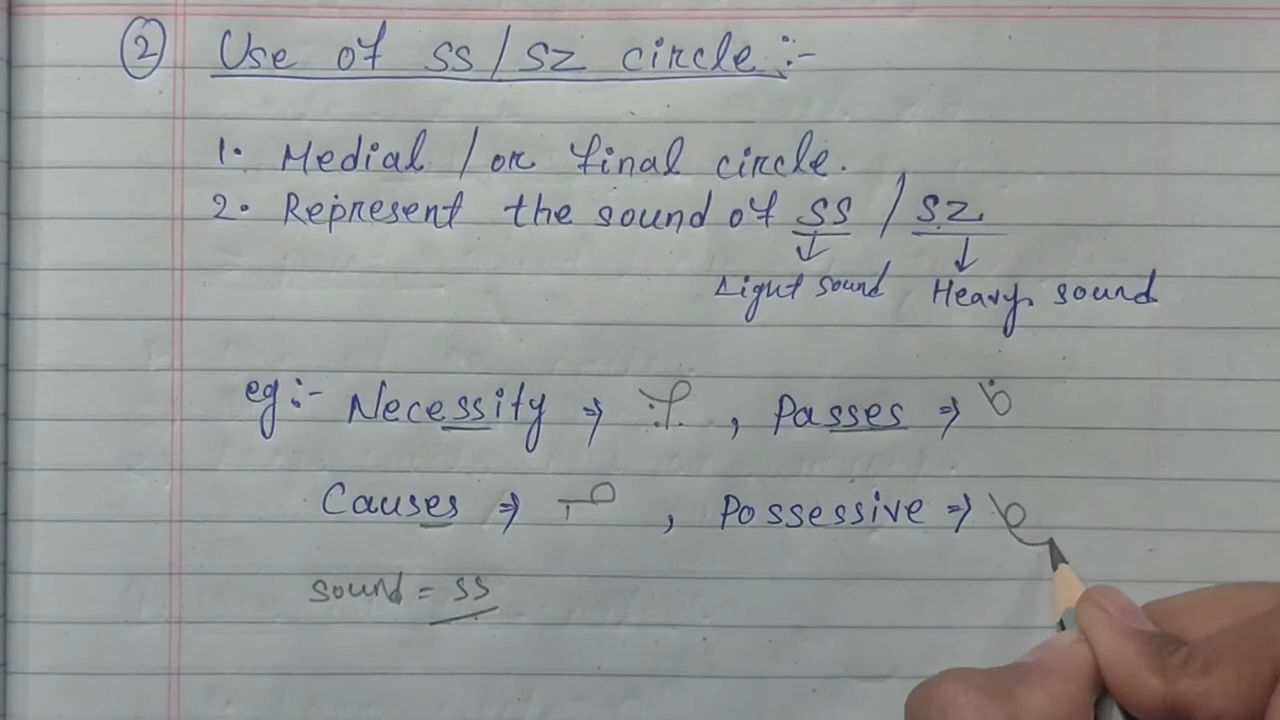 ② Use of ss / sz circle :-
1. Medial / or final circle.
2. Represent the sound of ss / sz
Light sound Heavy sound
eg :- Necessity ⇒ , Passes ⇒
Causes ⇒ , Possessive ⇒
sound = ss